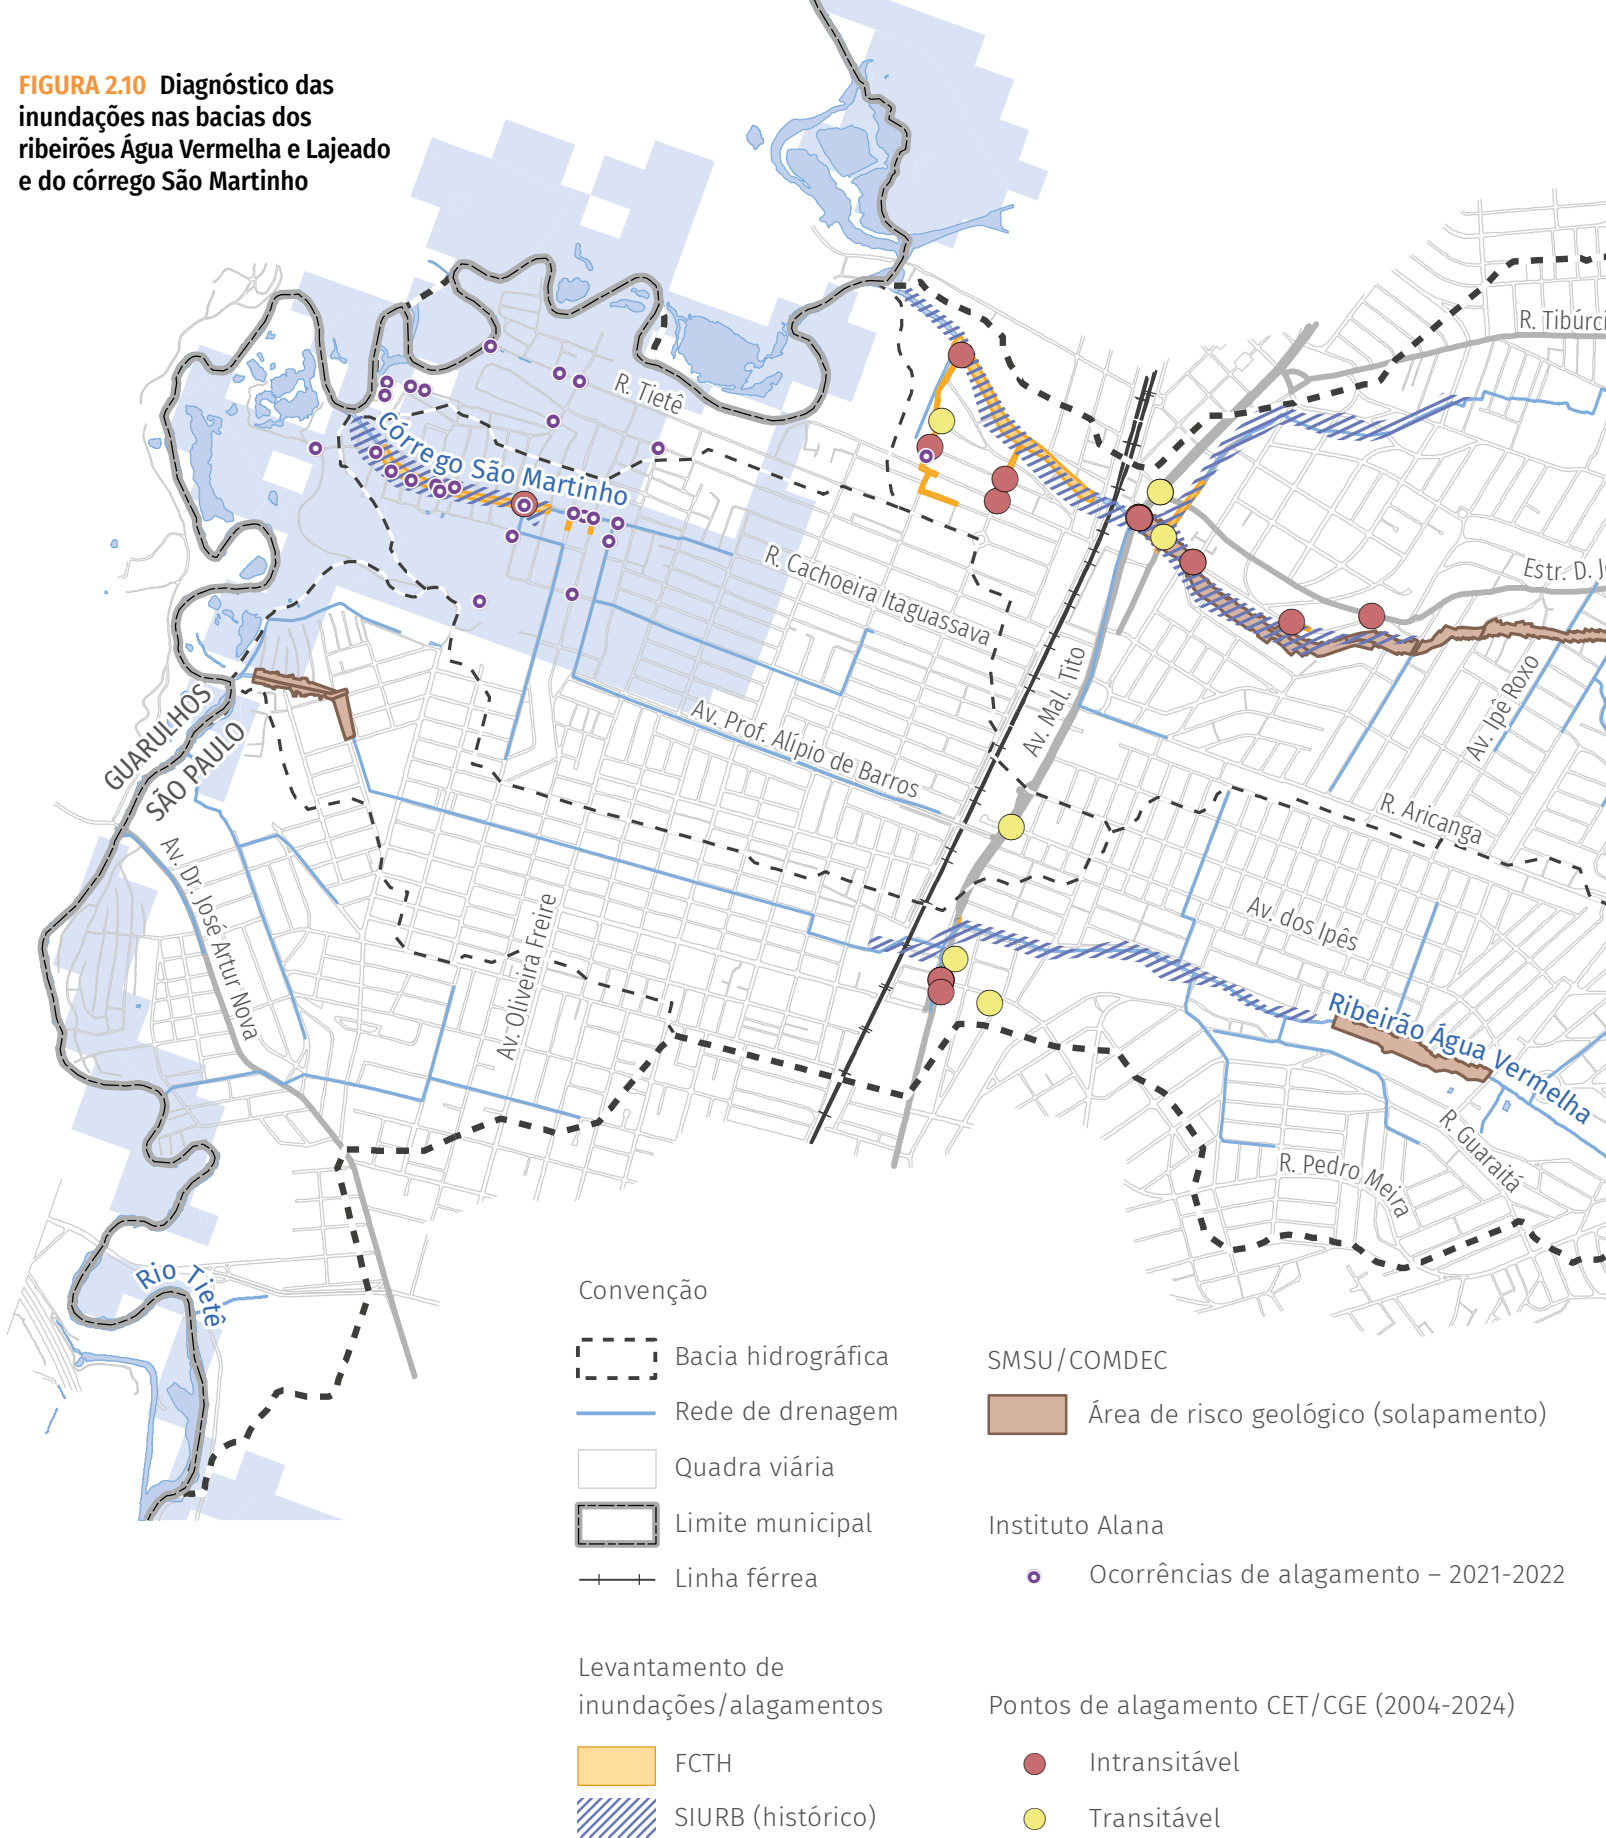 FIGURA 2.10 Diagnóstico das
inundações nas bacias dos
ribeirões Água Vermelha e Lajeado
e do córrego São Martinho
R. Tibúrci
R. Tietê
Córrego São Martinho
R. Cachoeira Itaguassava
Estr. D. J
Av. Mal. Tito
Av. Ipê Roxo
GUARULHOS
SÃO PAULO
Av. Prof. Alípio de Barros
R. Aricanga
Av. Dr. José Artur Nova
Av. Oliveira Freire
Av. dos Ipês
Ribeirão Água Vermelha
R. Guaraitá
R. Pedro Meira
Rio Tietê
Convenção
Bacia hidrográfica
Rede de drenagem
Quadra viária
Limite municipal
Linha férrea
SMSU/COMDEC
Área de risco geológico (solapamento)
Instituto Alana
Ocorrências de alagamento – 2021-2022
Levantamento de
inundações/alagamentos
FCTH
SIURB (histórico)
Pontos de alagamento CET/CGE (2004-2024)
Intransitável
Transitável